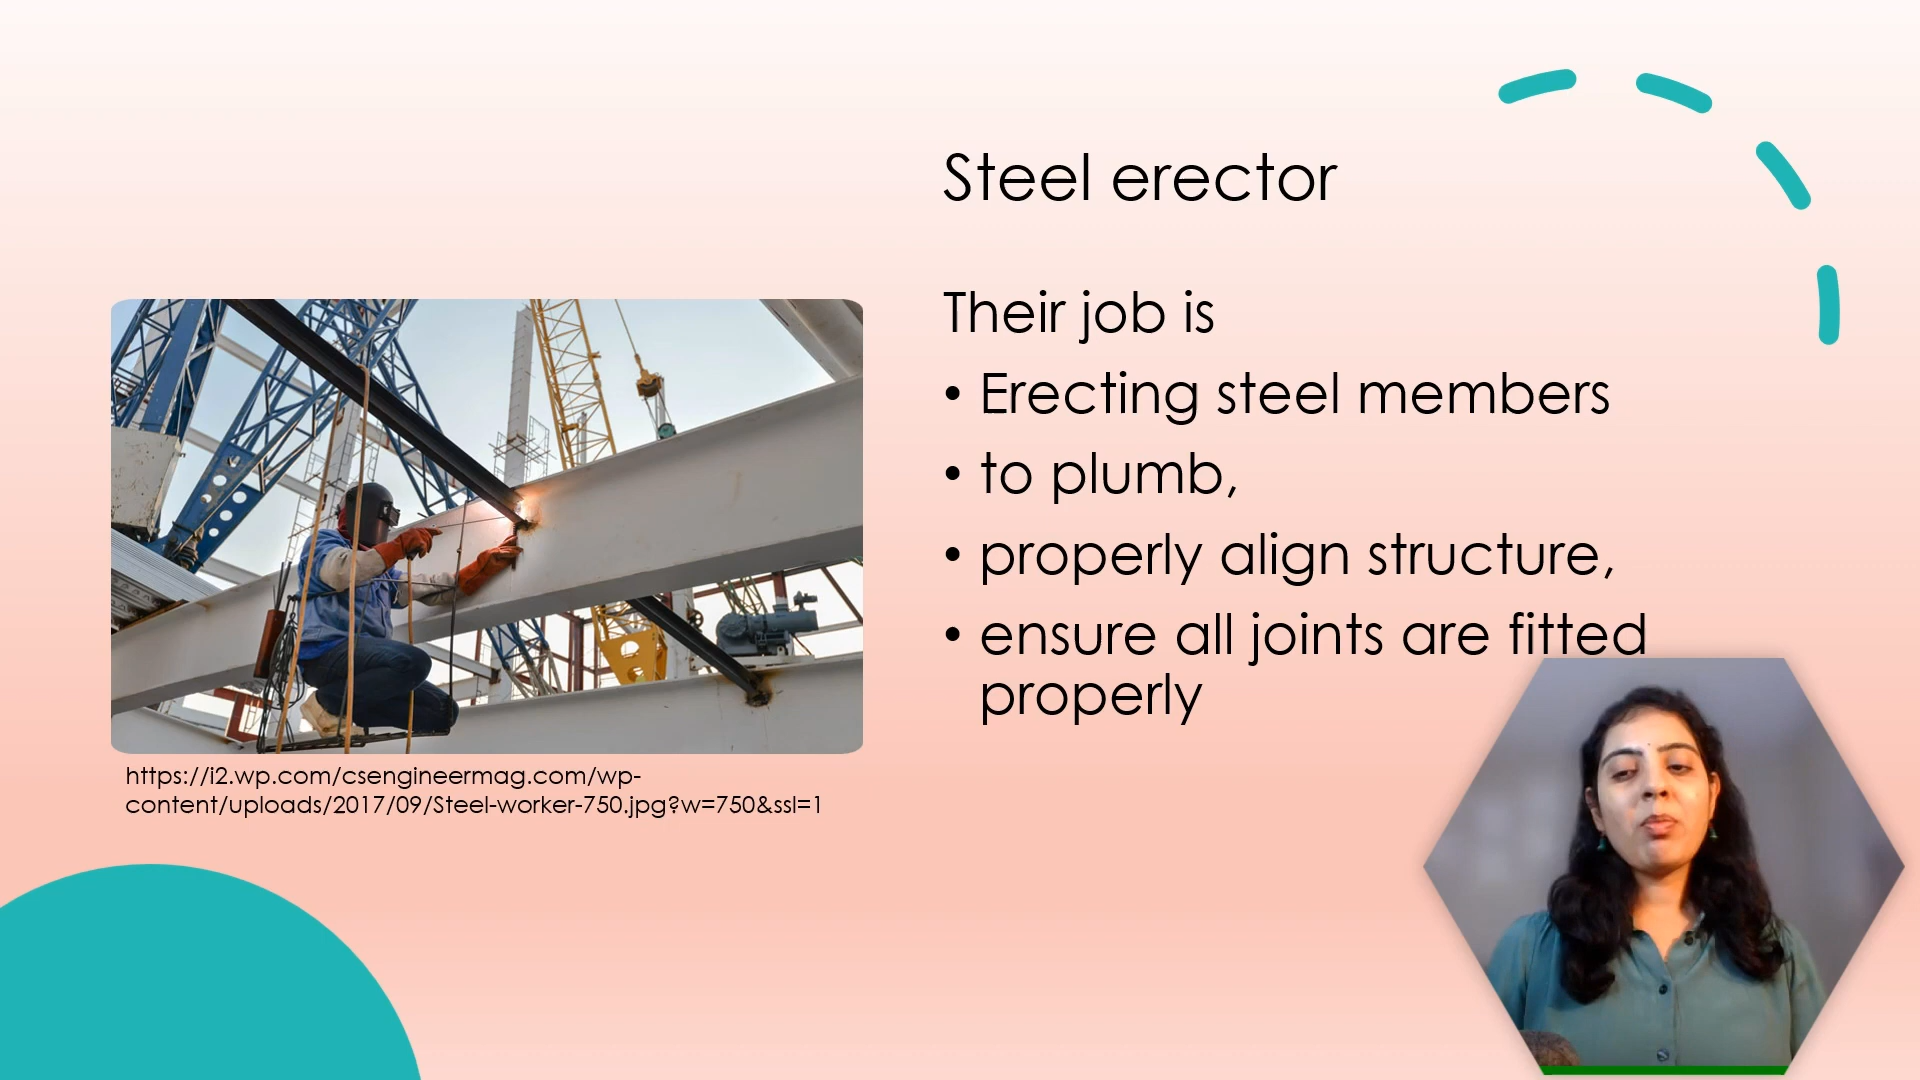 Steel erector
Their job is
• Erecting steel members
• to plumb,
• properly align structure,
• ensure all joints are fitted
properly
https://i2.wp.com/csengineermag.com/wp-
content/uploads/2017/09/Steel-worker-750.jpg?w=750&ssl=1